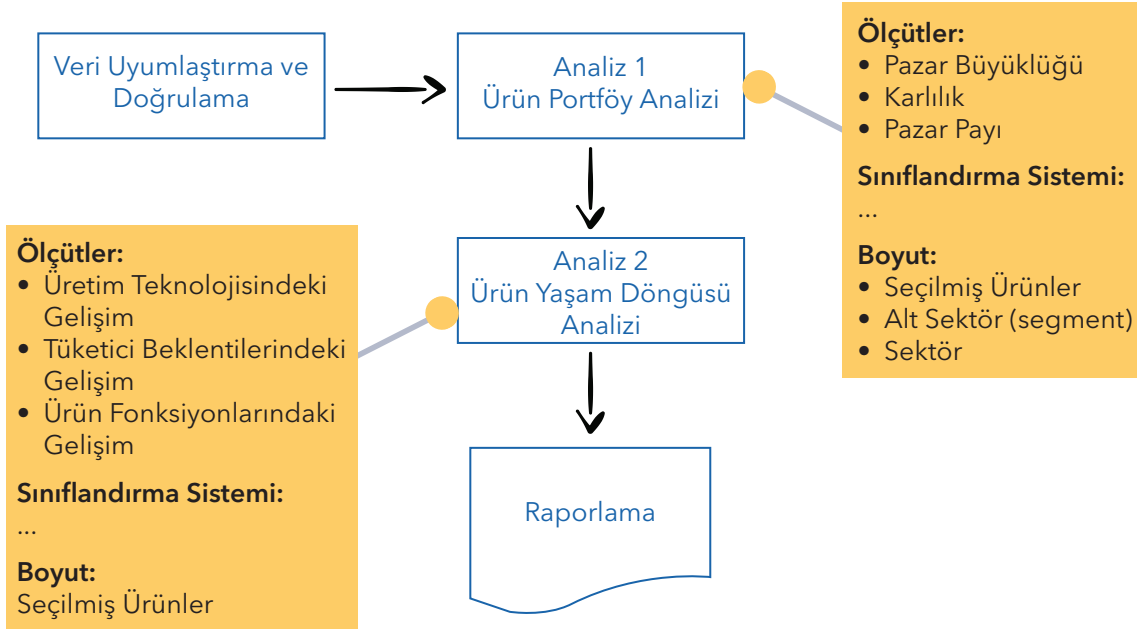 Veri Uyumlaştırma ve
Doğrulama
Analiz 1
Ürün Portföy Analizi
Ölçütler:
• Pazar Büyüklüğü
• Karlılık
• Pazar Payı
Sınıflandırma Sistemi:
...
Boyut:
• Seçilmiş Ürünler
• Alt Sektör (segment)
• Sektör
Analiz 2
Ürün Yaşam Döngüsü
Analizi
Ölçütler:
• Üretim Teknolojisindeki
Gelişim
• Tüketici Beklentilerindeki
Gelişim
• Ürün Fonksiyonlarındaki
Gelişim
Sınıflandırma Sistemi:
...
Boyut:
Seçilmiş Ürünler
Raporlama